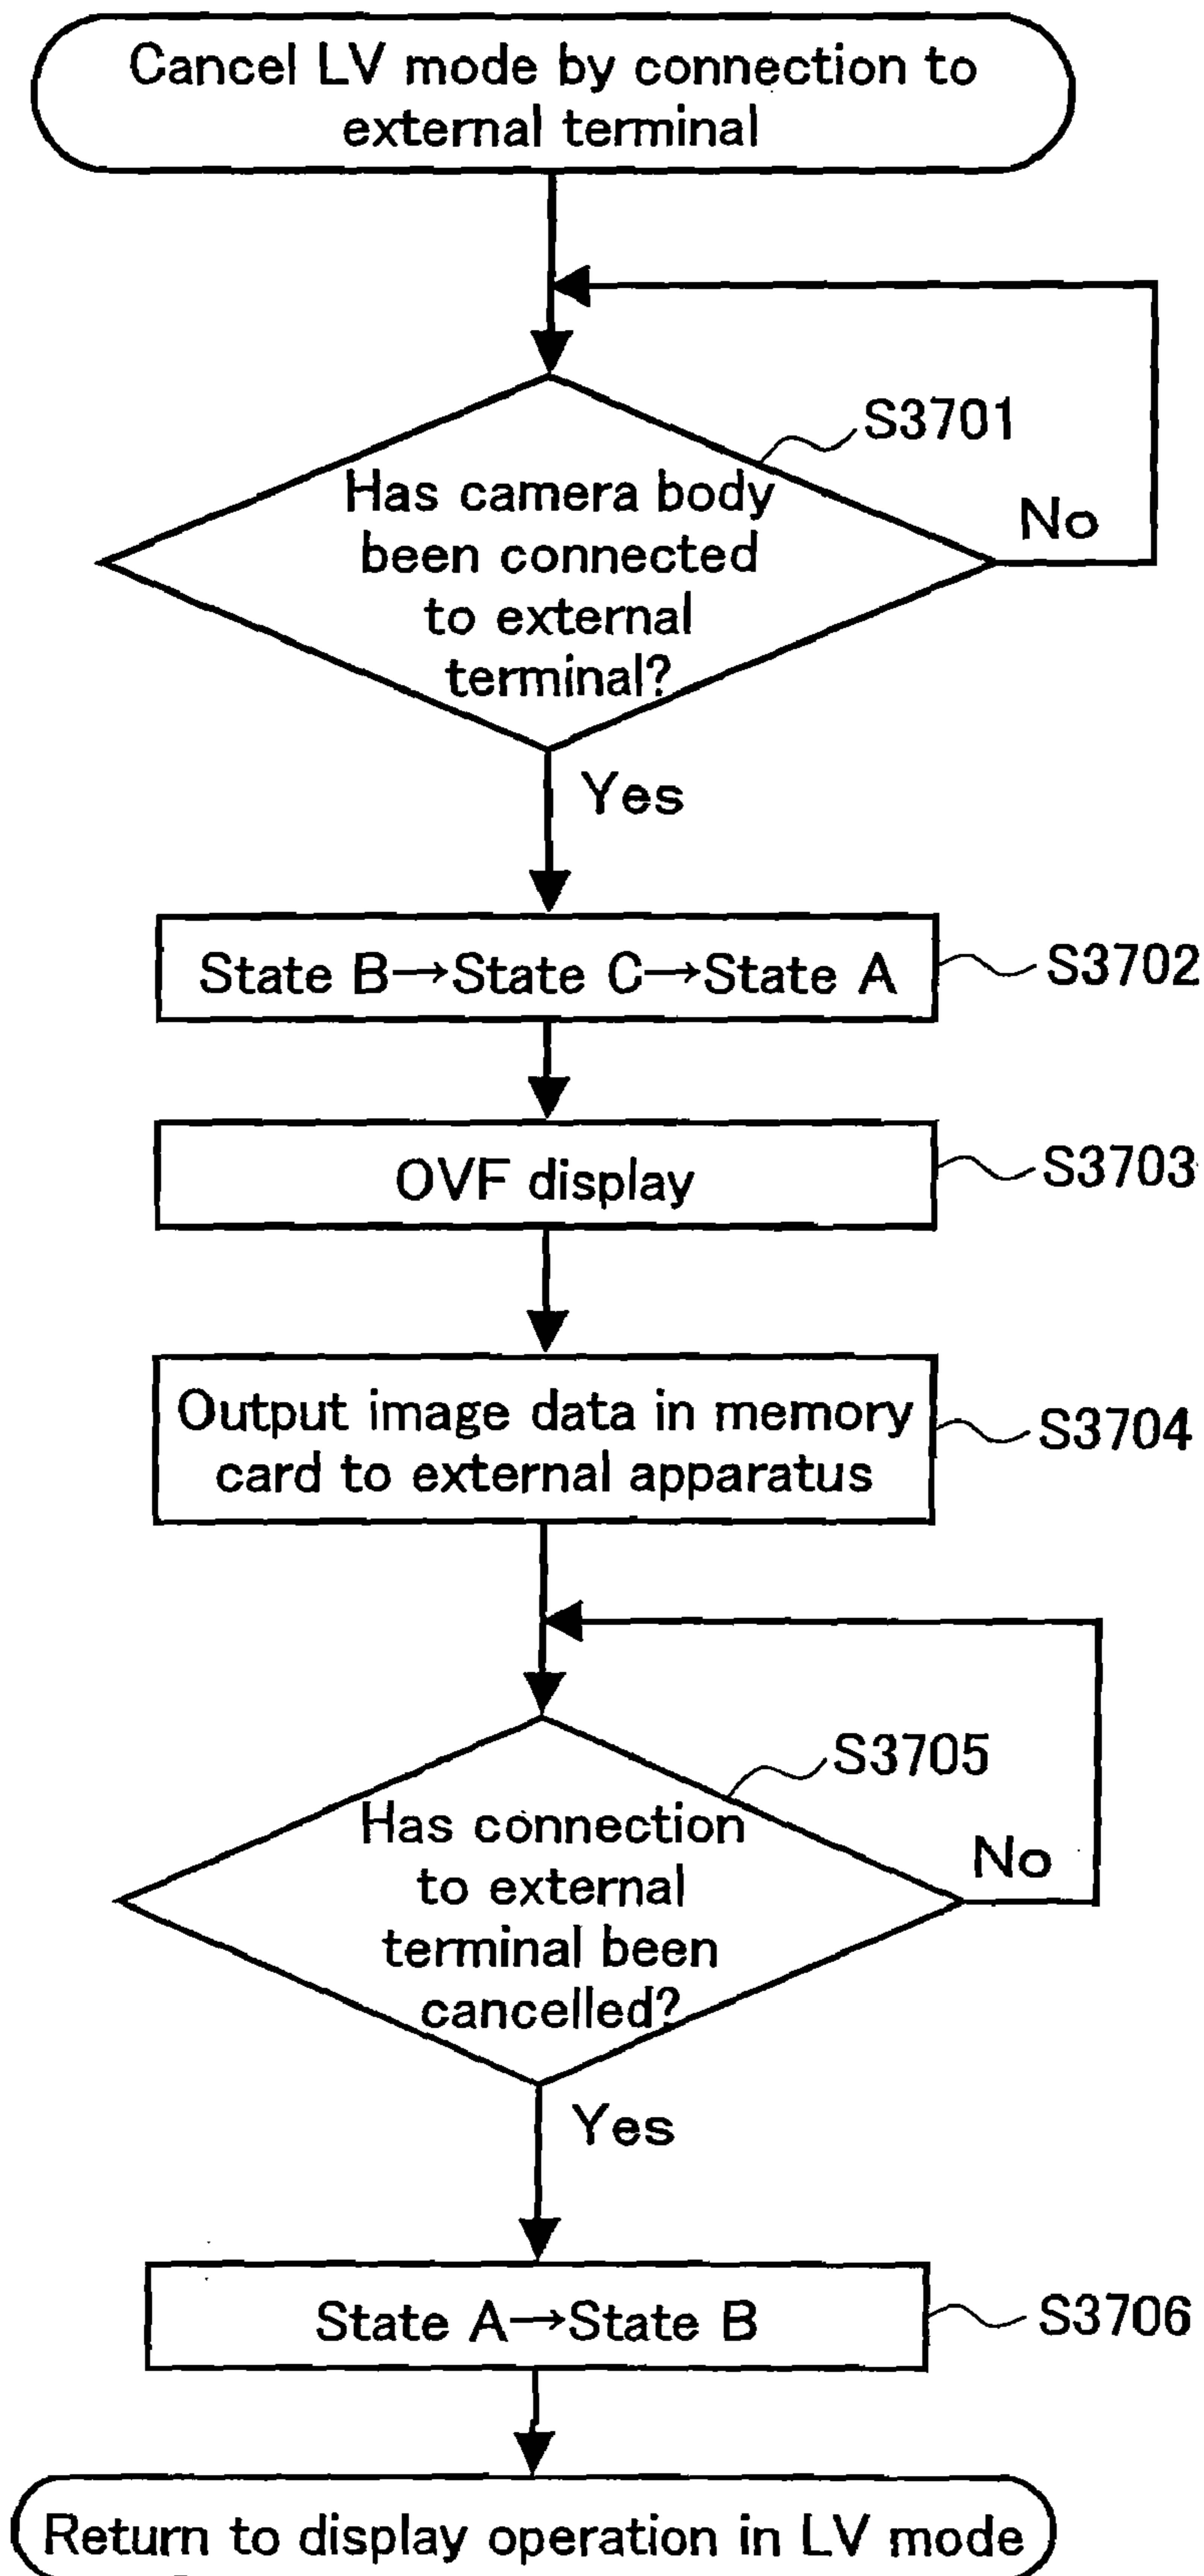 Cancel LV mode by connection to
external terminal
S3701
Has camera body
been connected
to external
terminal?
No
Yes
State B→State C→State A
S3702
OVF display
S3703
Output image data in memory
card to external apparatus
S3704
S3705
Has connection
to external
terminal been
cancelled?
No
Yes
State A→State B
S3706
Return to display operation in LV mode